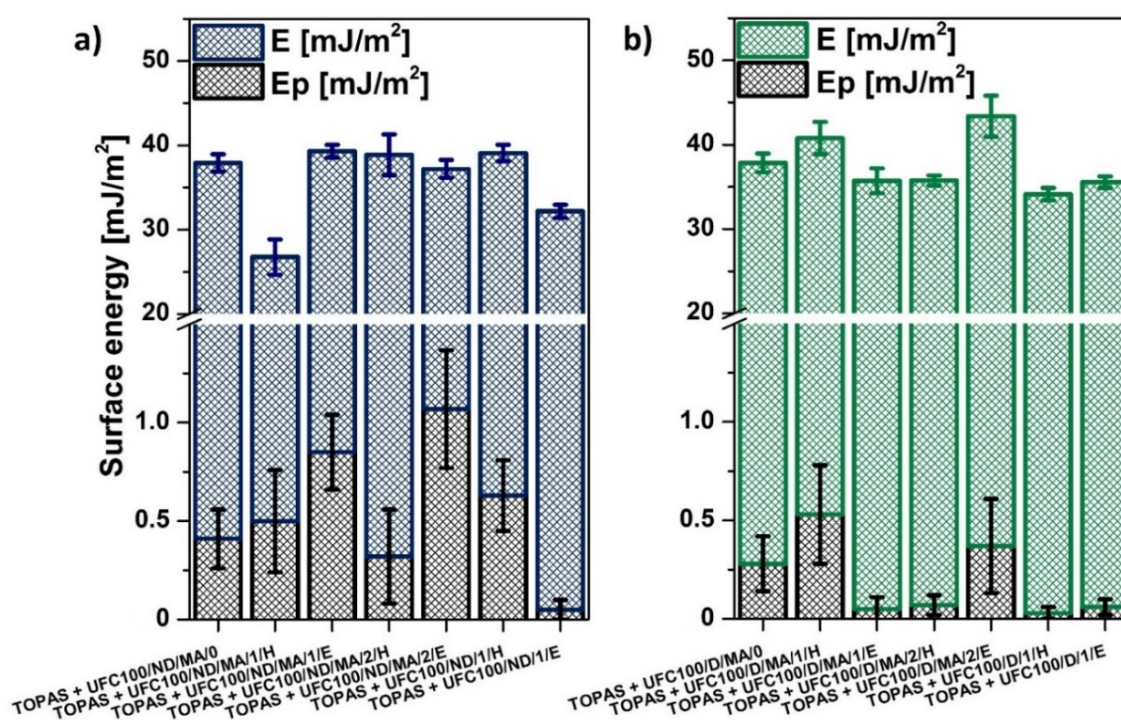 a)
E [mJ/m²]
Ep [mJ/m²]
Surface energy [mJ/m²]
50
40
30
20
1.0
0.5
0
TOPAS + UFC100/ND/MA/0
TOPAS + UFC100/ND/MA/1/H
TOPAS + UFC100/ND/MA/1/E
TOPAS + UFC100/ND/MA/2/H
TOPAS + UFC100/ND/MA/2/E
TOPAS + UFC100/ND/1/H
TOPAS + UFC100/ND/1/E
b)
E [mJ/m²]
Ep [mJ/m²]
50
40
30
20
1.0
0.5
0
TOPAS + UFC100/D/MA/0
TOPAS + UFC100/D/MA/1/H
TOPAS + UFC100/D/MA/1/E
TOPAS + UFC100/D/MA/2/H
TOPAS + UFC100/D/MA/2/E
TOPAS + UFC100/D/1/H
TOPAS + UFC100/D/1/E